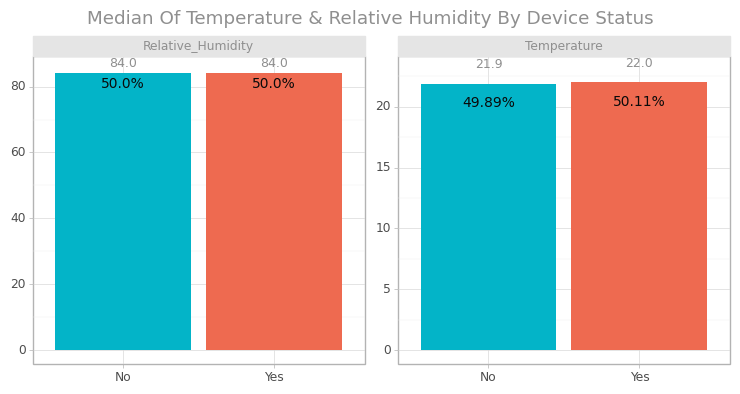 Median Of Temperature & Relative Humidity By Device Status
Relative_Humidity
84.0
84.0
50.0%
50.0%
80
60
40
20
0
No
Yes
Temperature
21.9
22.0
49.89%
50.11%
20
15
10
5
0
No
Yes